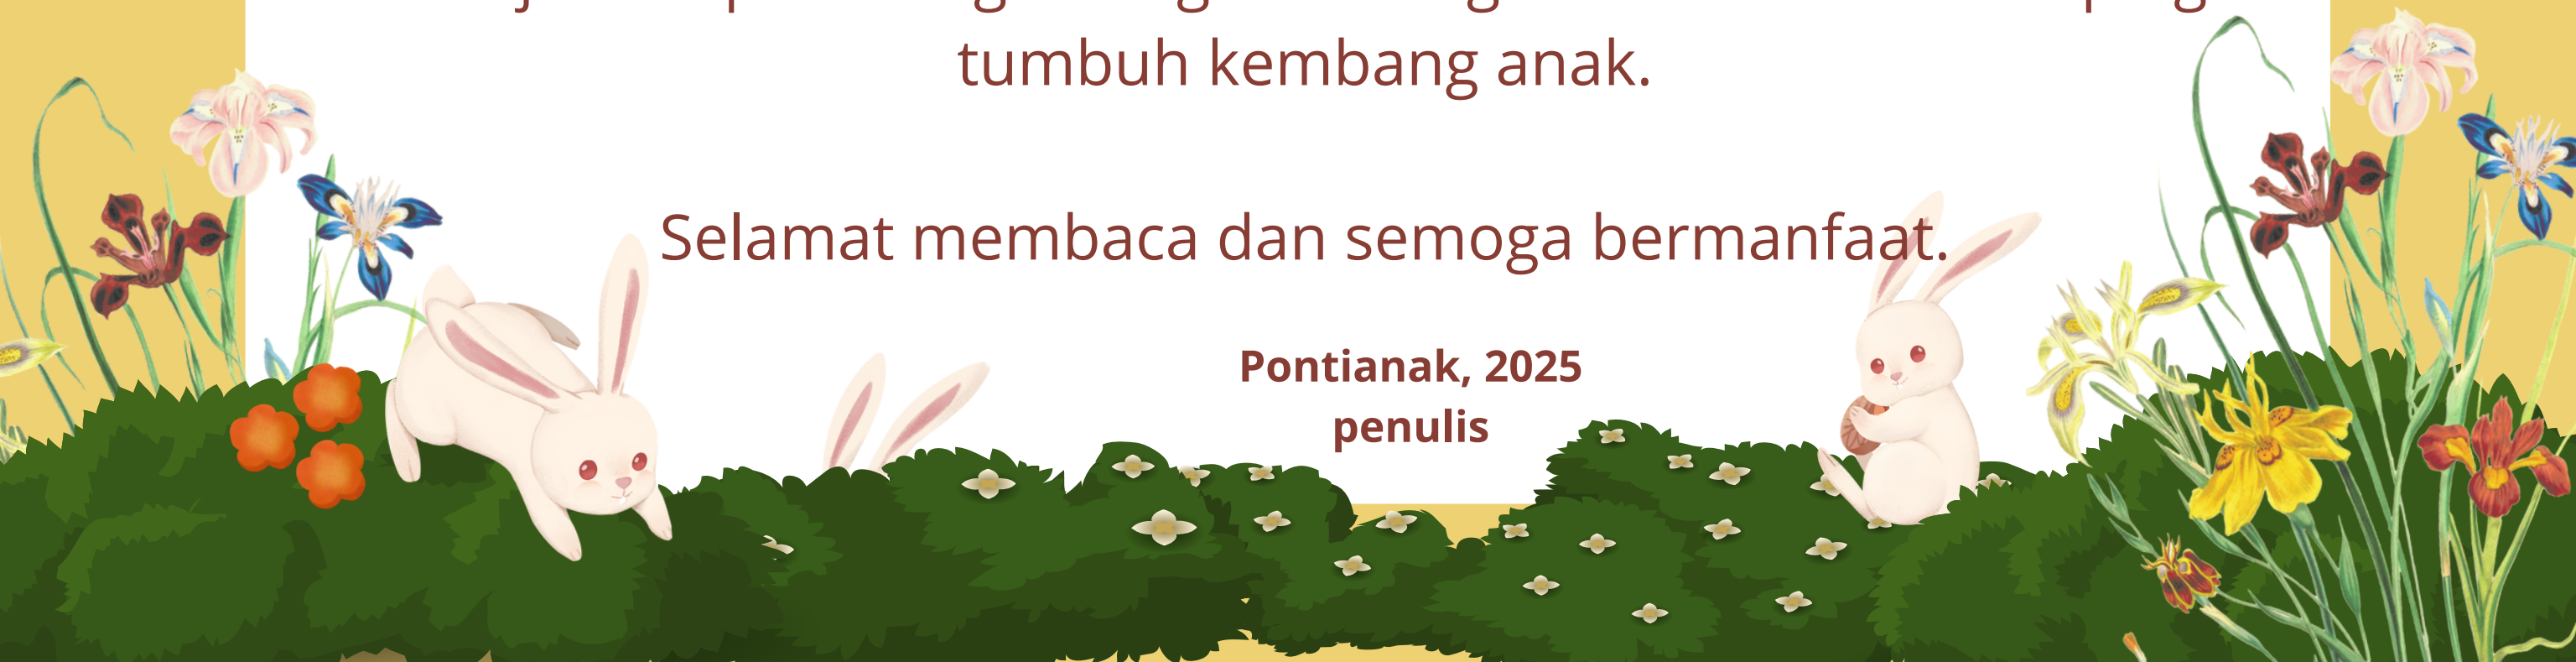 tumbuh kembang anak.
Selamat membaca dan semoga bermanfaat.
Pontianak, 2025
penulis